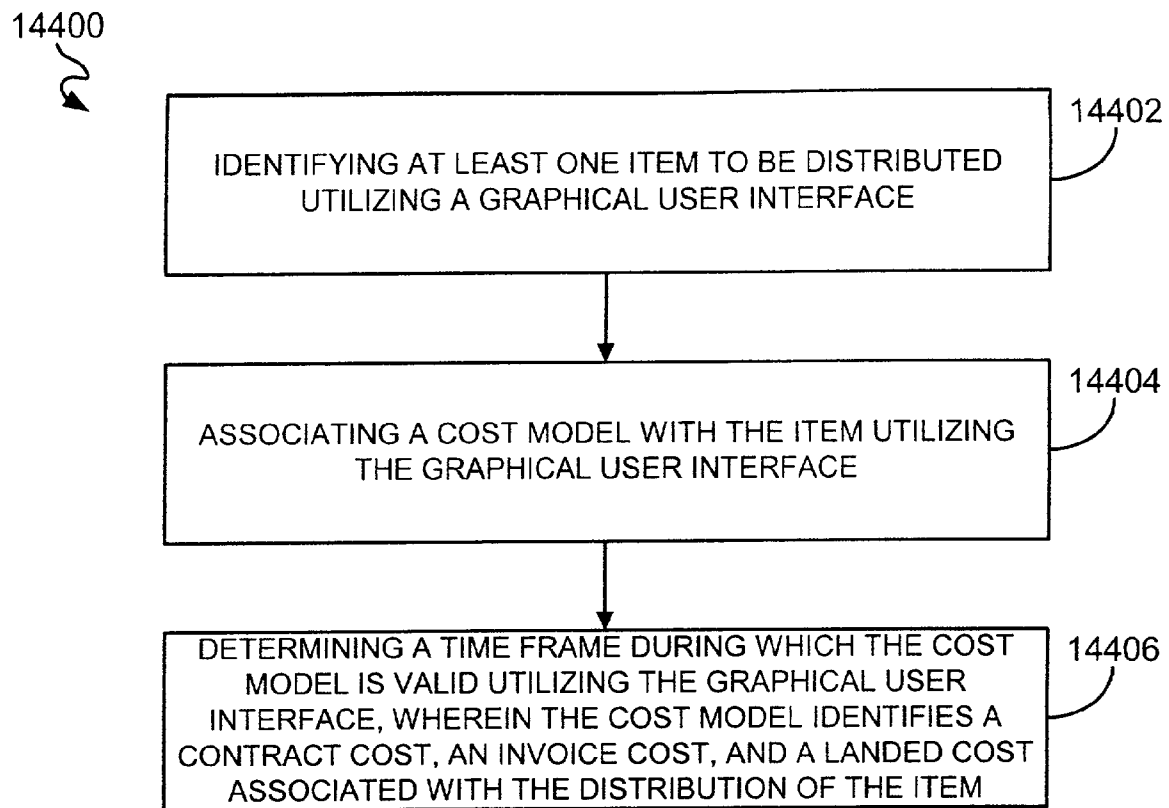 14400
14402
IDENTIFYING AT LEAST ONE ITEM TO BE DISTRIBUTED
UTILIZING A GRAPHICAL USER INTERFACE
14404
ASSOCIATING A COST MODEL WITH THE ITEM UTILIZING
THE GRAPHICAL USER INTERFACE
14406
DETERMINING A TIME FRAME DURING WHICH THE COST
MODEL IS VALID UTILIZING THE GRAPHICAL USER
INTERFACE, WHEREIN THE COST MODEL IDENTIFIES A
CONTRACT COST, AN INVOICE COST, AND A LANDED COST
ASSOCIATED WITH THE DISTRIBUTION OF THE ITEM